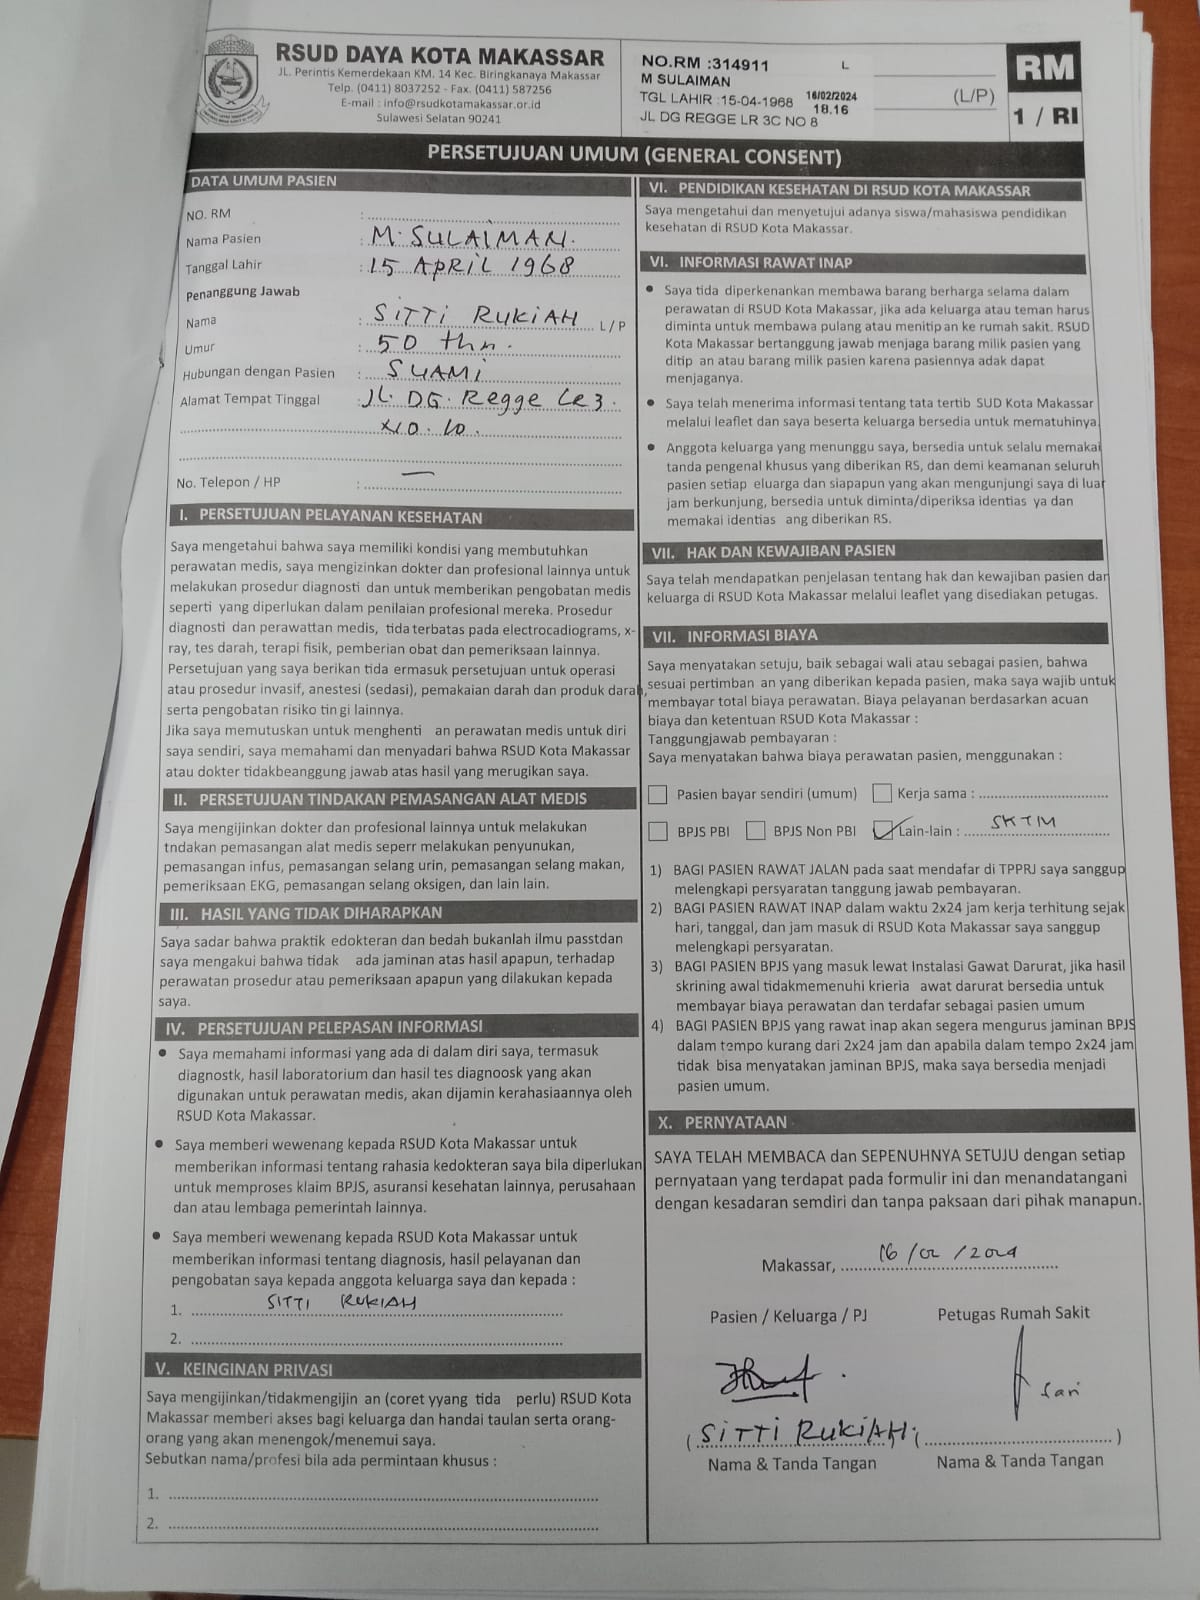 RSUD DAYA KOTA MAKASSAR
JL. Perintis Kemerdekaan KM. 14 Kec. Biringkanaya Makassar
Telp. (0411) 8037252 - Fax. (0411) 587256
E-mail : info@rsudkotamakassar.or.id
Sulawesi Selatan 90241
NO.RM :314911 L
M SULAIMAN
TGL LAHIR :15-04-1968 16/02/2024
18.16
JL DG REGGE LR 3C NO 8
(L/P)
RM
1 / RI
PERSETUJUAN UMUM (GENERAL CONSENT)
DATA UMUM PASIEN
NO. RM :
Nama Pasien : M. SULAIMAN.
Tanggal Lahir : 15 APRIL 1968
Penanggung Jawab
Nama : SITTI RUKIAH L/P
Umur : 50 thn.
Hubungan dengan Pasien : SUAMI
Alamat Tempat Tinggal : JL. DG. Regge Lr 3.
NO. 10.
No. Telepon / HP : —
I. PERSETUJUAN PELAYANAN KESEHATAN
Saya mengetahui bahwa saya memiliki kondisi yang membutuhkan
perawatan medis, saya mengizinkan dokter dan profesional lainnya untuk
melakukan prosedur diagnosti dan untuk memberikan pengobatan medis
seperti yang diperlukan dalam penilaian profesional mereka. Prosedur
diagnosti dan perawattan medis, tida terbatas pada electrocadiograms, x-
ray, tes darah, terapi fisik, pemberian obat dan pemeriksaan lainnya.
Persetujuan yang saya berikan tida ermasuk persetujuan untuk operasi
atau prosedur invasif, anestesi (sedasi), pemakaian darah dan produk darah,
serta pengobatan risiko tin gi lainnya.
Jika saya memutuskan untuk menghenti an perawatan medis untuk diri
saya sendiri, saya memahami dan menyadari bahwa RSUD Kota Makassar
atau dokter tidakbeanggung jawab atas hasil yang merugikan saya.
II. PERSETUJUAN TINDAKAN PEMASANGAN ALAT MEDIS
Saya mengijinkan dokter dan profesional lainnya untuk melakukan
tndakan pemasangan alat medis seperr melakukan penyunukan,
pemasangan infus, pemasangan selang urin, pemasangan selang makan,
pemeriksaan EKG, pemasangan selang oksigen, dan lain lain.
III. HASIL YANG TIDAK DIHARAPKAN
Saya sadar bahwa praktik edokteran dan bedah bukanlah ilmu passtdan
saya mengakui bahwa tidak ada jaminan atas hasil apapun, terhadap
perawatan prosedur atau pemeriksaan apapun yang dilakukan kepada
saya.
IV. PERSETUJUAN PELEPASAN INFORMASI
• Saya memahami informasi yang ada di dalam diri saya, termasuk
diagnostk, hasil laboratorium dan hasil tes diagnoosk yang akan
digunakan untuk perawatan medis, akan dijamin kerahasiaannya oleh
RSUD Kota Makassar.
• Saya memberi wewenang kepada RSUD Kota Makassar untuk
memberikan informasi tentang rahasia kedokteran saya bila diperlukan
untuk memproses klaim BPJS, asuransi kesehatan lainnya, perusahaan
dan atau lembaga pemerintah lainnya.
• Saya memberi wewenang kepada RSUD Kota Makassar untuk
memberikan informasi tentang diagnosis, hasil pelayanan dan
pengobatan saya kepada anggota keluarga saya dan kepada :
1. SITTI RUKIAH
2.
V. KEINGINAN PRIVASI
Saya mengijinkan/tidakmengijin an (coret yyang tida perlu) RSUD Kota
Makassar memberi akses bagi keluarga dan handai taulan serta orang-
orang yang akan menengok/menemui saya.
Sebutkan nama/profesi bila ada permintaan khusus :
1.
2.
VI. PENDIDIKAN KESEHATAN DI RSUD KOTA MAKASSAR
Saya mengetahui dan menyetujui adanya siswa/mahasiswa pendidikan
kesehatan di RSUD Kota Makassar.
VI. INFORMASI RAWAT INAP
• Saya tida diperkenankan membawa barang berharga selama dalam
perawatan di RSUD Kota Makassar, jika ada keluarga atau teman harus
diminta untuk membawa pulang atau menitip an ke rumah sakit. RSUD
Kota Makassar bertanggung jawab menjaga barang milik pasien yang
ditip an atau barang milik pasien karena pasiennya adak dapat
menjaganya.
• Saya telah menerima informasi tentang tata tertib SUD Kota Makassar
melalui leaflet dan saya beserta keluarga bersedia untuk mematuhinya
• Anggota keluarga yang menunggu saya, bersedia untuk selalu memakai
tanda pengenal khusus yang diberikan RS, dan demi keamanan seluruh
pasien setiap eluarga dan siapapun yang akan mengunjungi saya di luar
jam berkunjung, bersedia untuk diminta/diperiksa identias ya dan
memakai identias ang diberikan RS.
VII. HAK DAN KEWAJIBAN PASIEN
Saya telah mendapatkan penjelasan tentang hak dan kewajiban pasien dan
keluarga di RSUD Kota Makassar melalui leaflet yang disediakan petugas.
VII. INFORMASI BIAYA
Saya menyatakan setuju, baik sebagai wali atau sebagai pasien, bahwa
sesuai pertimban an yang diberikan kepada pasien, maka saya wajib untuk
membayar total biaya perawatan. Biaya pelayanan berdasarkan acuan
biaya dan ketentuan RSUD Kota Makassar :
Tanggungjawab pembayaran :
Saya menyatakan bahwa biaya perawatan pasien, menggunakan :
Pasien bayar sendiri (umum) Kerja sama :
BPJS PBI BPJS Non PBI Lain-lain : SKTM
1) BAGI PASIEN RAWAT JALAN pada saat mendafar di TPPRJ saya sanggup
melengkapi persyaratan tanggung jawab pembayaran.
2) BAGI PASIEN RAWAT INAP dalam waktu 2x24 jam kerja terhitung sejak
hari, tanggal, dan jam masuk di RSUD Kota Makassar saya sanggup
melengkapi persyaratan.
3) BAGI PASIEN BPJS yang masuk lewat Instalasi Gawat Darurat, jika hasil
skrining awal tidakmemenuhi krieria awat darurat bersedia untuk
membayar biaya perawatan dan terdafar sebagai pasien umum
4) BAGI PASIEN BPJS yang rawat inap akan segera mengurus jaminan BPJS
dalam tempo kurang dari 2x24 jam dan apabila dalam tempo 2x24 jam
tidak bisa menyatakan jaminan BPJS, maka saya bersedia menjadi
pasien umum.
X. PERNYATAAN
SAYA TELAH MEMBACA dan SEPENUHNYA SETUJU dengan setiap
pernyataan yang terdapat pada formulir ini dan menandatangani
dengan kesadaran semdiri dan tanpa paksaan dari pihak manapun.
Makassar, 16/02/2024
Pasien / Keluarga / PJ Petugas Rumah Sakit
Sari
(SITTI RUKIAH) ( )
Nama & Tanda Tangan Nama & Tanda Tangan